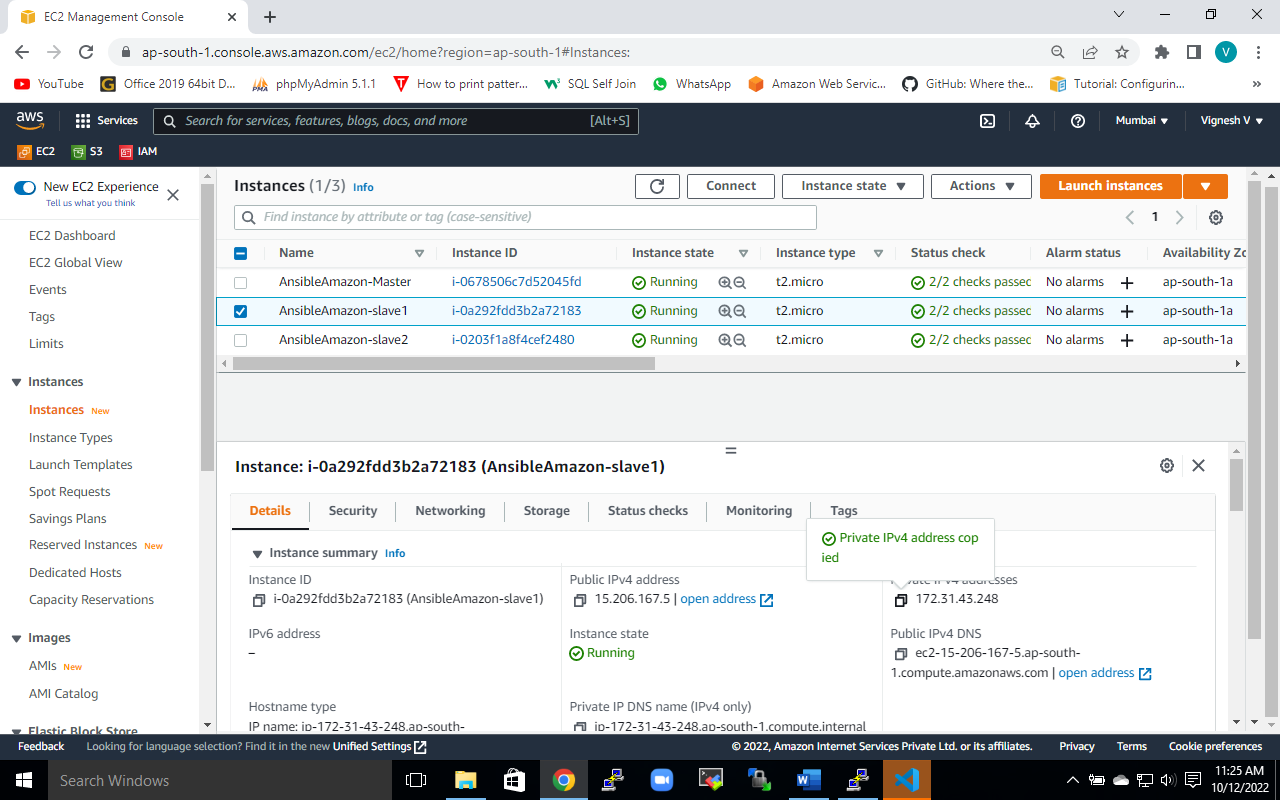 EC2 Management Console
ap-south-1.console.aws.amazon.com/ec2/home?region=ap-south-1#Instances:
V
YouTube
Office 2019 64bit D...
phpMyAdmin 5.1.1
How to print patter...
SQL Self Join
WhatsApp
Amazon Web Servic...
GitHub: Where the...
Tutorial: Configurin...
»
aws
Services
Search for services, features, blogs, docs, and more
[Alt+S]
Mumbai
Vignesh V
EC2
S3
IAM
New EC2 Experience
Tell us what you think
EC2 Dashboard
EC2 Global View
Events
Tags
Limits
Instances
Instances New
Instance Types
Launch Templates
Spot Requests
Savings Plans
Reserved Instances New
Dedicated Hosts
Capacity Reservations
Images
AMIs New
AMI Catalog
Elastic Block Store
Instances (1/3) Info
Connect
Instance state
Actions
Launch instances
Find instance by attribute or tag (case-sensitive)
1
Name Instance ID Instance state Instance type Status check Alarm status Availability Zo
AnsibleAmazon-Master i-0678506c7d52045fd Running t2.micro 2/2 checks passed No alarms ap-south-1a
AnsibleAmazon-slave1 i-0a292fdd3b2a72183 Running t2.micro 2/2 checks passed No alarms ap-south-1a
AnsibleAmazon-slave2 i-0203f1a8f4cef2480 Running t2.micro 2/2 checks passed No alarms ap-south-1a
Instance: i-0a292fdd3b2a72183 (AnsibleAmazon-slave1)
Details Security Networking Storage Status checks Monitoring Tags
Private IPv4 address cop
ied
Instance summary Info
Instance ID
i-0a292fdd3b2a72183 (AnsibleAmazon-slave1)
Public IPv4 address
15.206.167.5 | open address
Private IPv4 addresses
172.31.43.248
IPv6 address
–
Instance state
Running
Public IPv4 DNS
ec2-15-206-167-5.ap-south-
1.compute.amazonaws.com | open address
Hostname type
IP name: ip-172-31-43-248.ap-south-
Private IP DNS name (IPv4 only)
ip-172-31-43-248.ap-south-1.compute.internal
Feedback
Looking for language selection? Find it in the new Unified Settings
© 2022, Amazon Internet Services Private Ltd. or its affiliates.
Privacy
Terms
Cookie preferences
Search Windows
11:25 AM
10/12/2022